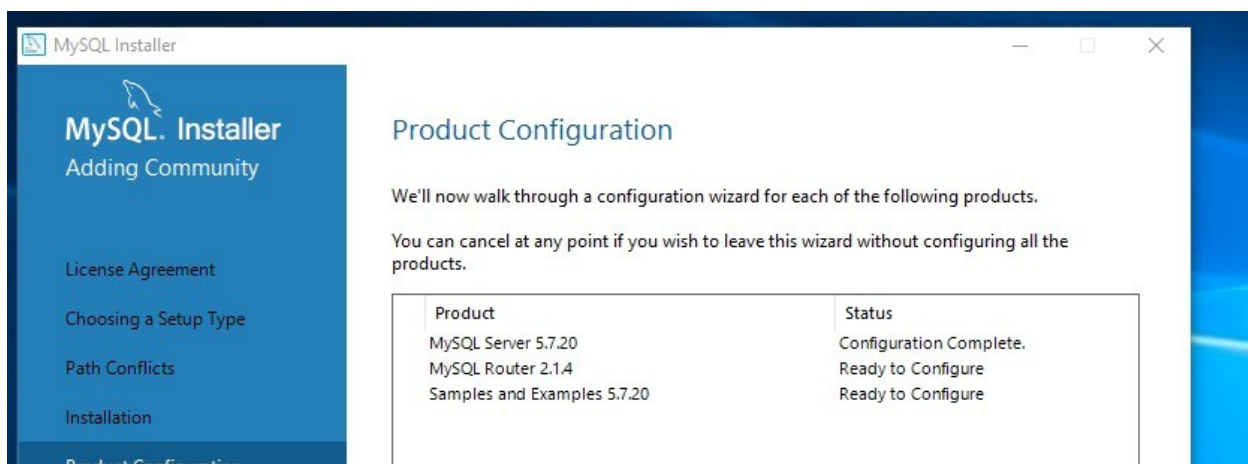 MySQL Installer
MySQL. Installer
Adding Community
License Agreement
Choosing a Setup Type
Path Conflicts
Installation
Product Configuration
Product Configuration
We'll now walk through a configuration wizard for each of the following products.
You can cancel at any point if you wish to leave this wizard without configuring all the
products.
Product Status
MySQL Server 5.7.20 Configuration Complete.
MySQL Router 2.1.4 Ready to Configure
Samples and Examples 5.7.20 Ready to Configure